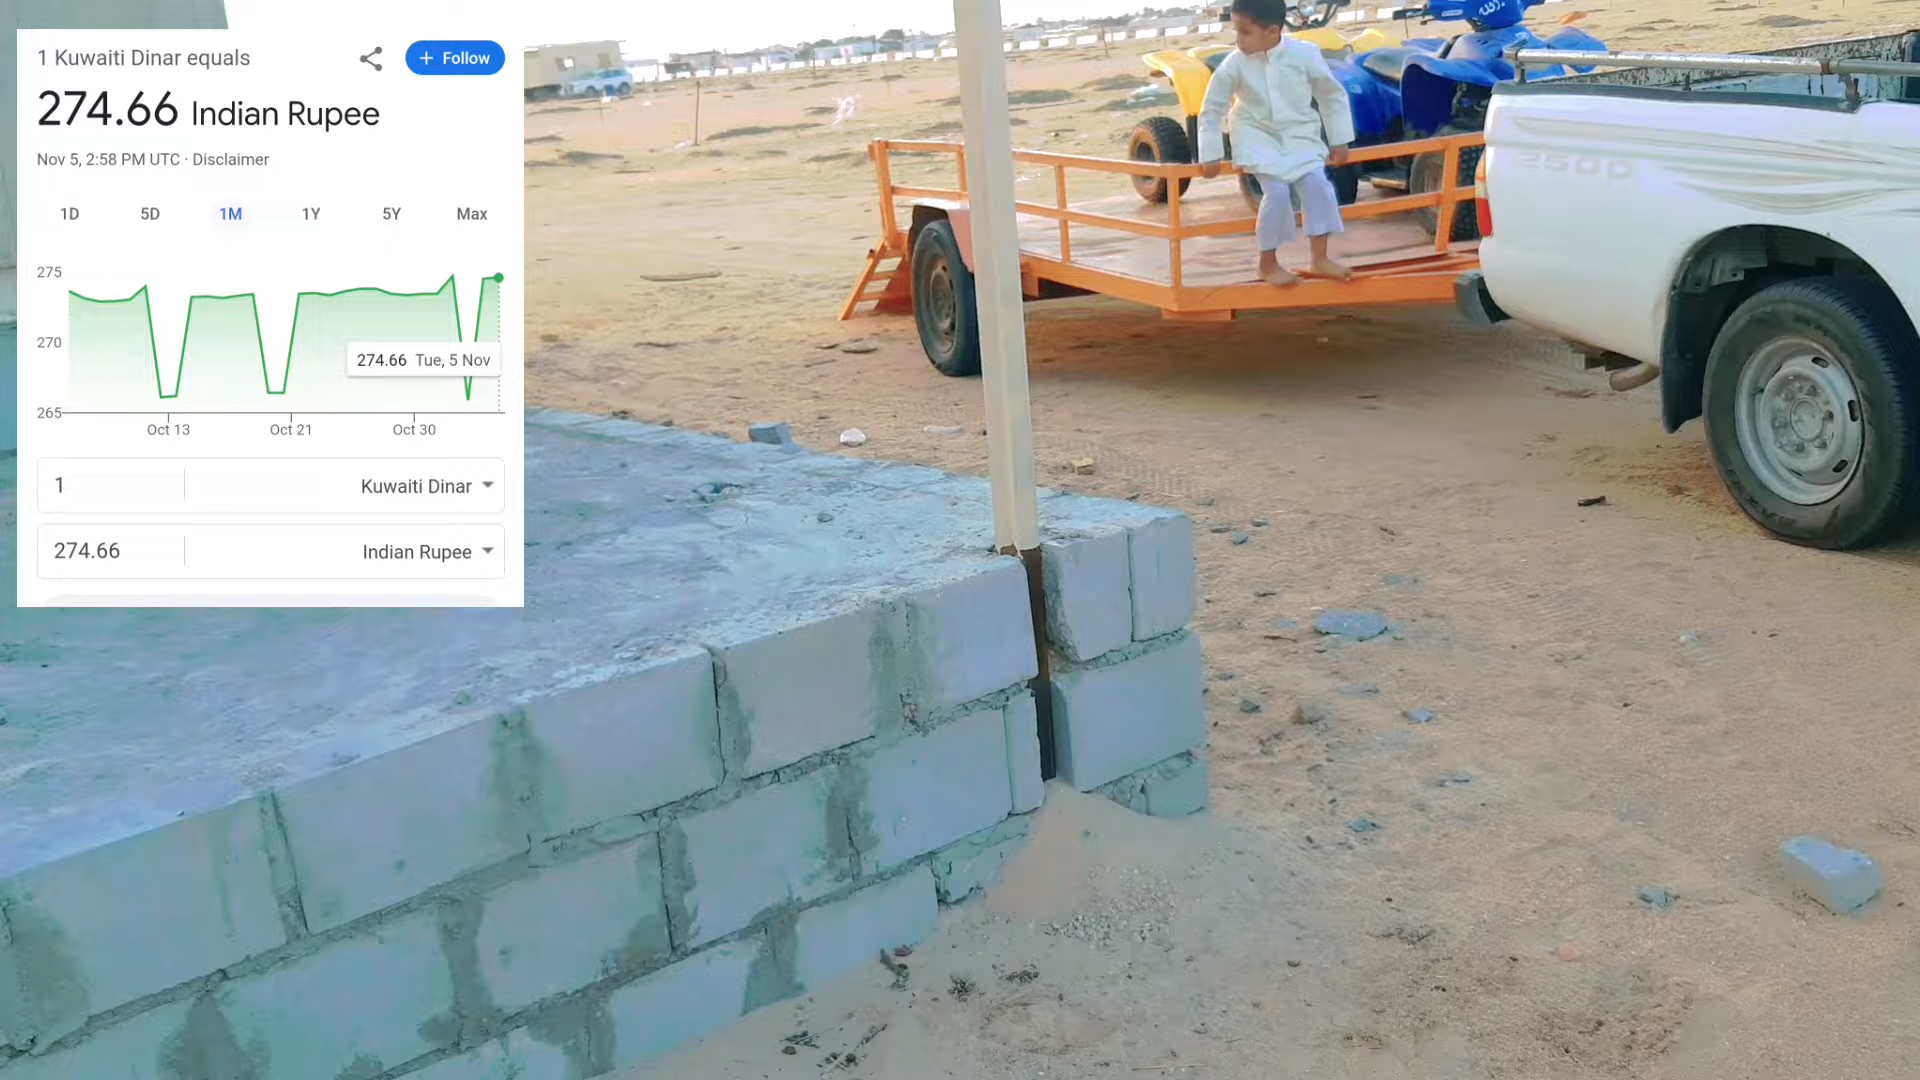 1 Kuwaiti Dinar equals
+ Follow
274.66 Indian Rupee
Nov 5, 2:58 PM UTC · Disclaimer
1D 5D 1M 1Y 5Y Max
275
270
274.66 Tue, 5 Nov
265
Oct 13 Oct 21 Oct 30
1 Kuwaiti Dinar
274.66 Indian Rupee
2500